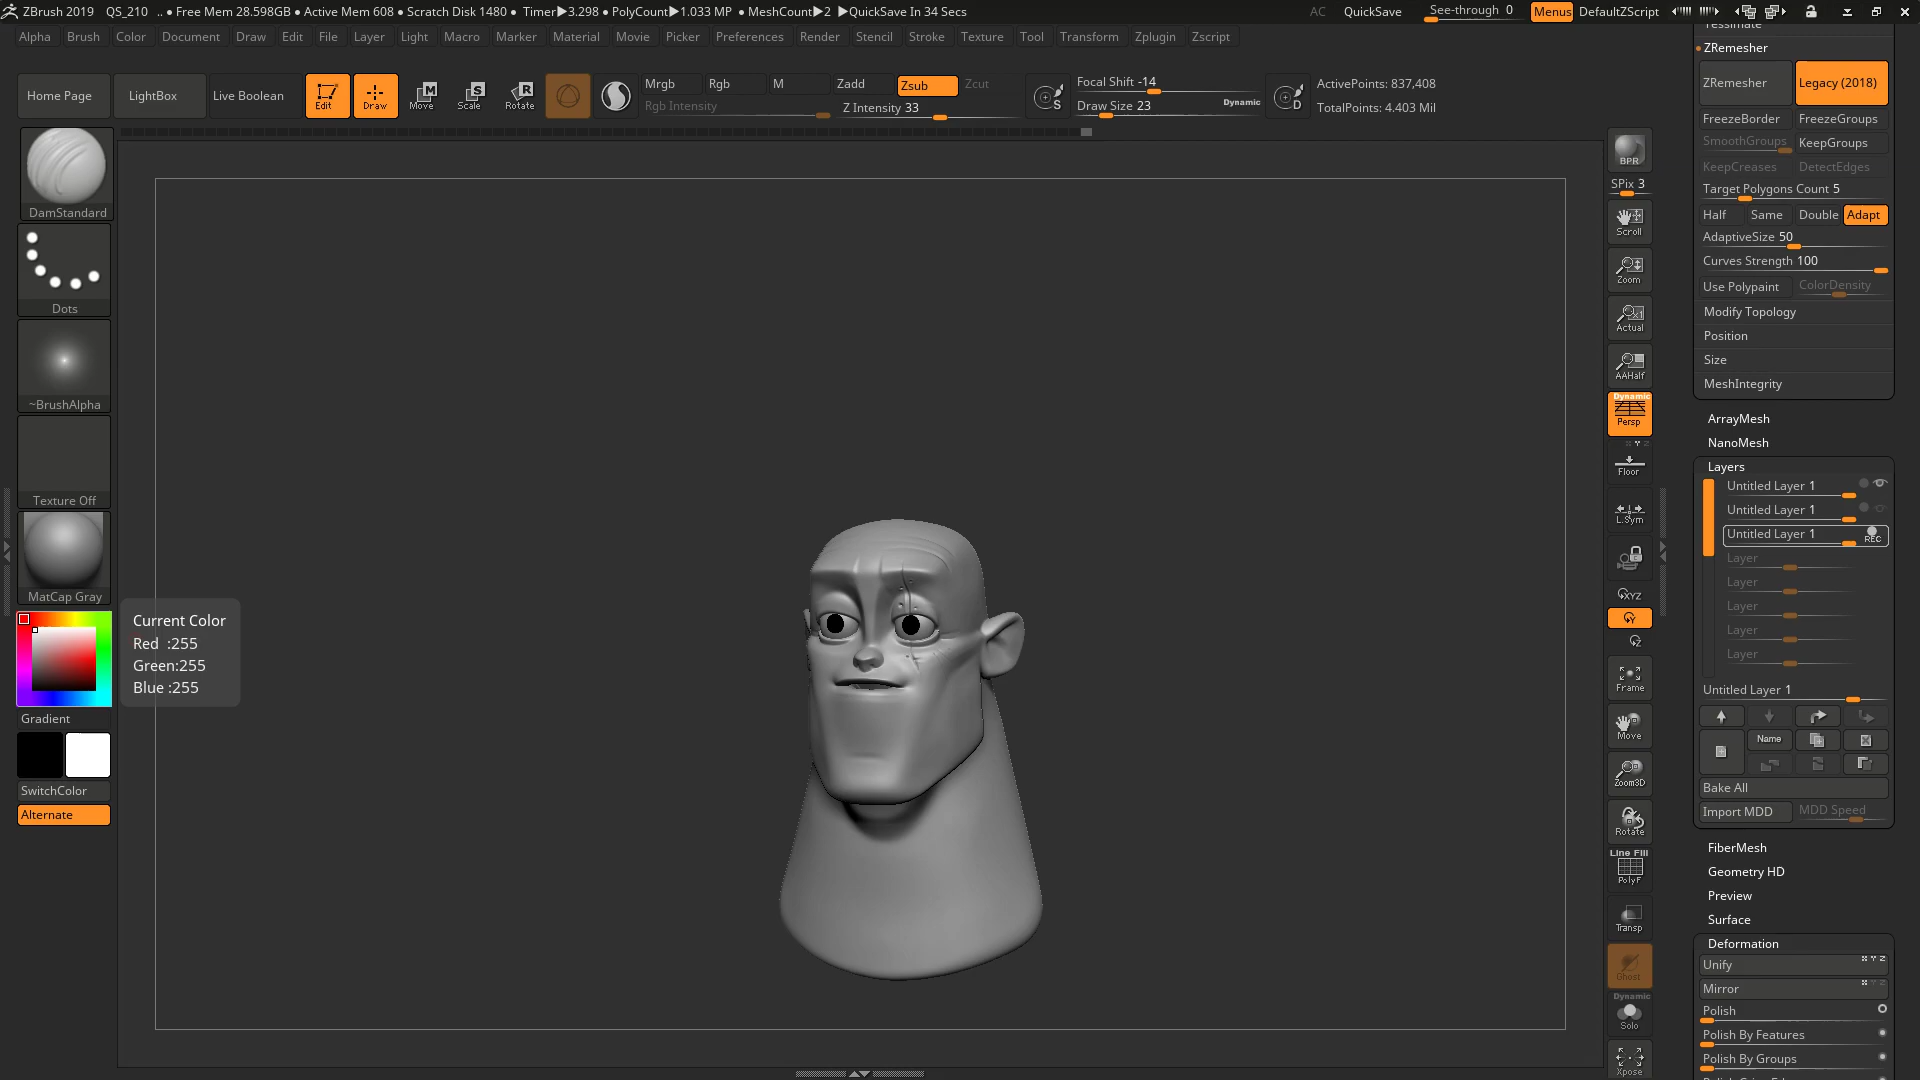 ZBrush 2019 QS_210 .. • Free Mem 28.598GB • Active Mem 608 • Scratch Disk 1480 • Timer▶3.298 • PolyCount▶1.033 MP • MeshCount▶2 ▶QuickSave In 34 Secs AC QuickSave See-through 0 Menus DefaultZScript
Alpha Brush Color Document Draw Edit File Layer Light Macro Marker Material Movie Picker Preferences Render Stencil Stroke Texture Tool Transform Zplugin Zscript
Home Page LightBox Live Boolean Edit Draw Move Scale Rotate
Mrgb Rgb M Zadd Zsub Zcut
Rgb Intensity Z Intensity 33
Focal Shift -14
Draw Size 23 Dynamic
ActivePoints: 837,408
TotalPoints: 4.403 Mil
DamStandard
Dots
~BrushAlpha
Texture Off
MatCap Gray
Current Color
Red :255
Green:255
Blue :255
Gradient
SwitchColor
Alternate
BPR
SPix 3
Scroll
Zoom
Actual
AAHalf
Dynamic
Persp
Floor
L.Sym
XYZ
Y
Z
Frame
Move
Zoom3D
Rotate
Line Fill
PolyF
Transp
Ghost
Dynamic
Solo
Xpose
Tessimate
ZRemesher
ZRemesher Legacy (2018)
FreezeBorder FreezeGroups
SmoothGroups KeepGroups
KeepCreases DetectEdges
Target Polygons Count 5
Half Same Double Adapt
AdaptiveSize 50
Curves Strength 100
Use Polypaint ColorDensity
Modify Topology
Position
Size
MeshIntegrity
ArrayMesh
NanoMesh
Layers
Untitled Layer 1
Untitled Layer 1
Untitled Layer 1 REC
Layer
Layer
Layer
Layer
Layer
Untitled Layer 1
Name
Bake All
Import MDD MDD Speed
FiberMesh
Geometry HD
Preview
Surface
Deformation
Unify
Mirror
Polish
Polish By Features
Polish By Groups